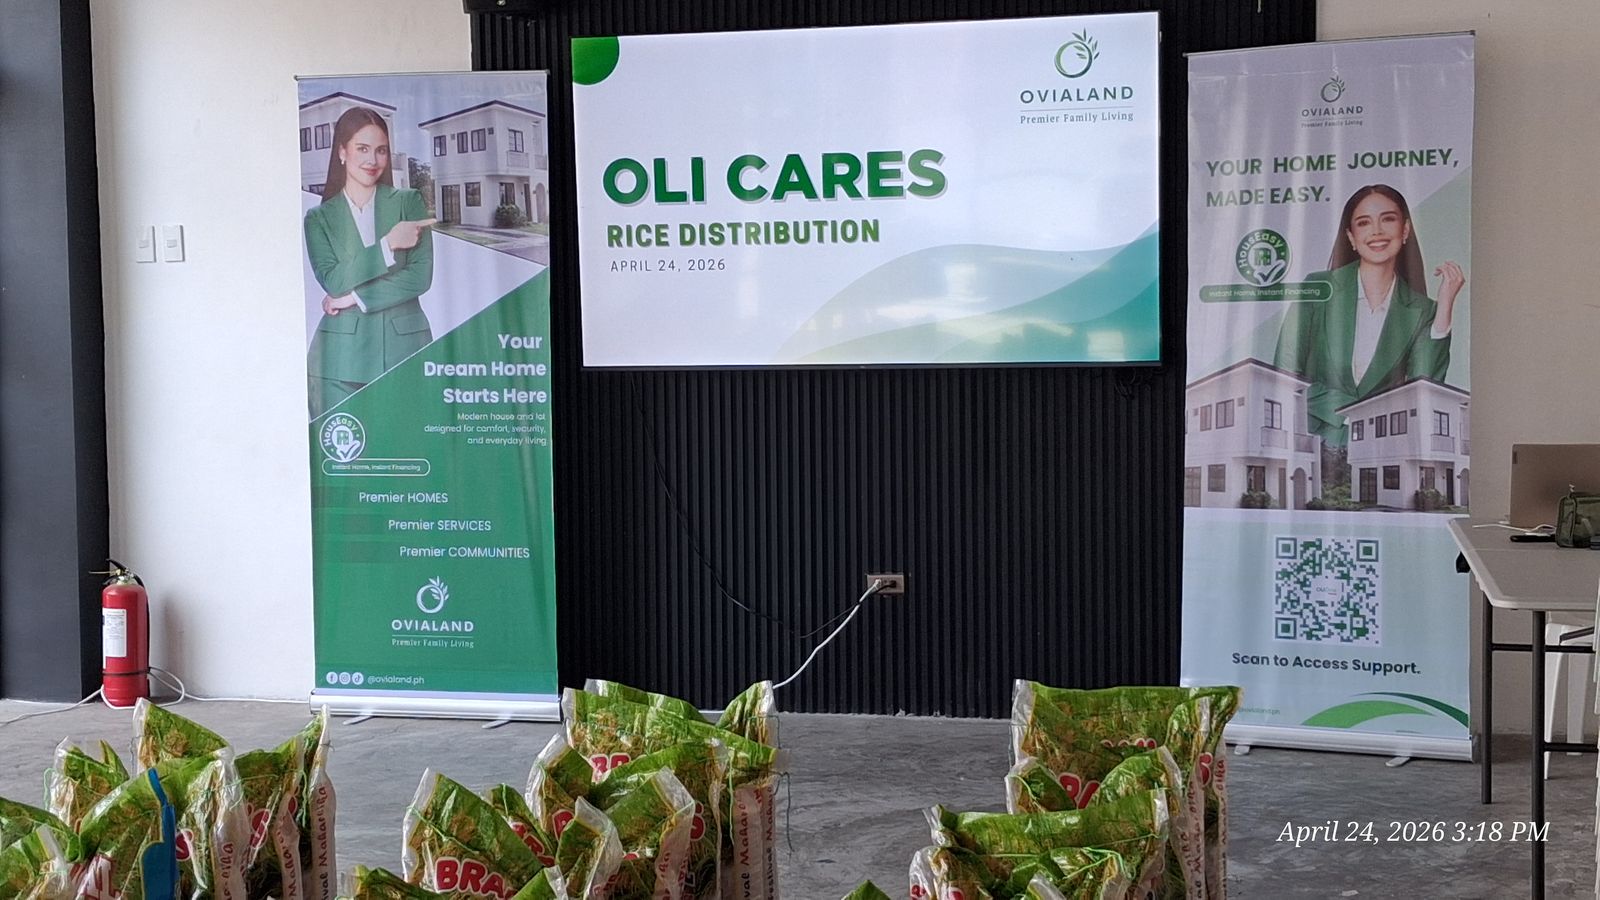 OVIALAND
Premier Family Living
OLI CARES
RICE DISTRIBUTION
APRIL 24, 2026
Your
Dream Home
Starts Here
Modern house and lot
designed for comfort, security,
and everyday living
HousEasy
Instant Home, Instant Financing
Premier HOMES
Premier SERVICES
Premier COMMUNITIES
OVIALAND
Premier Family Living
@ovialand.ph
OVIALAND
Premier Family Living
YOUR HOME JOURNEY,
MADE EASY.
HousEasy
Instant Home, Instant Financing
Scan to Access Support.
April 24, 2026 3:18 PM